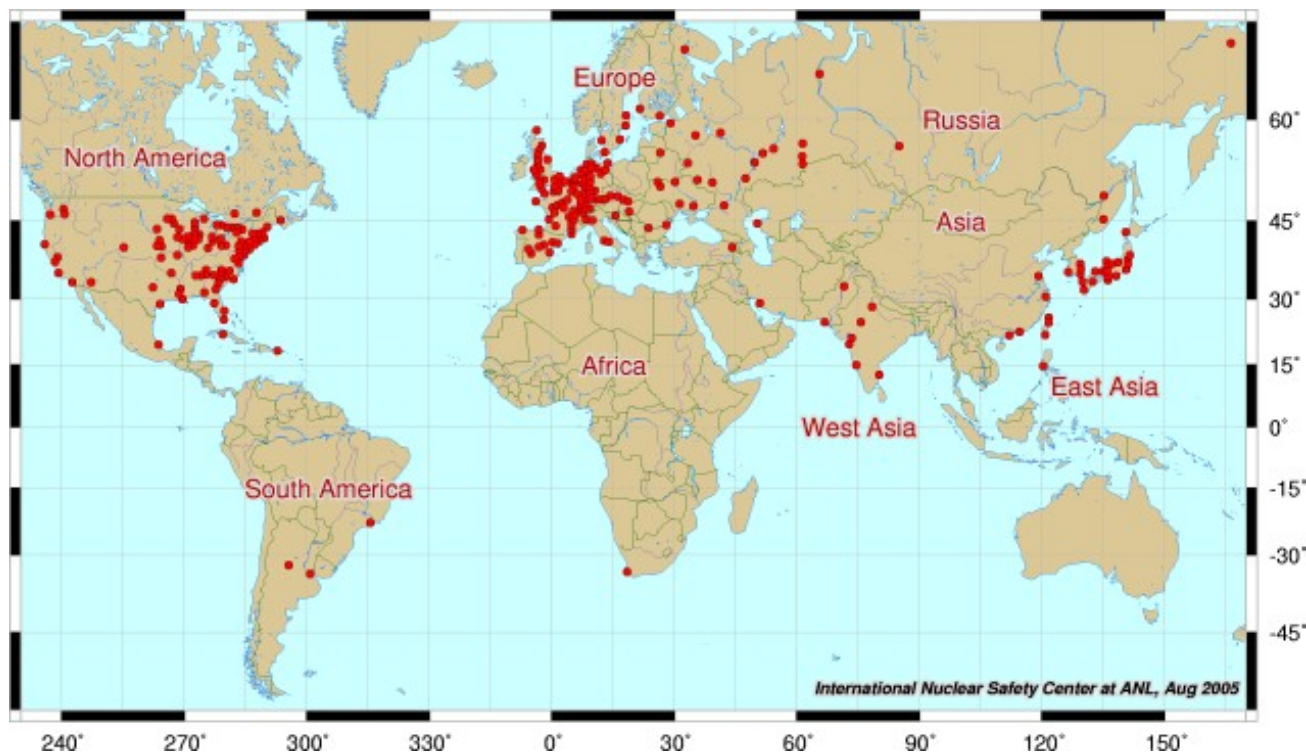 Europe
Russia
60°
North America
Asia
45°
30°
Africa
15°
East Asia
West Asia
0°
South America
-15°
-30°
-45°
International Nuclear Safety Center at ANL, Aug 2005
240° 270° 300° 330° 0° 30° 60° 90° 120° 150°